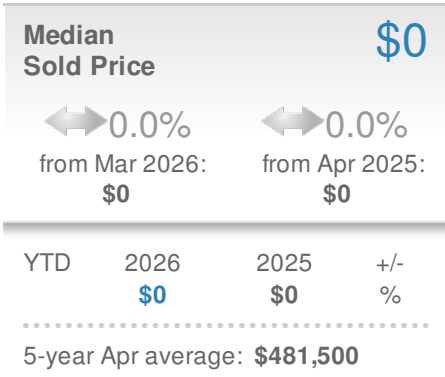 Median $0
Sold Price
0.0% 0.0%
from Mar 2026: from Apr 2025:
$0 $0
YTD 2026 2025 +/-
$0 $0 %
5-year Apr average: $481,500